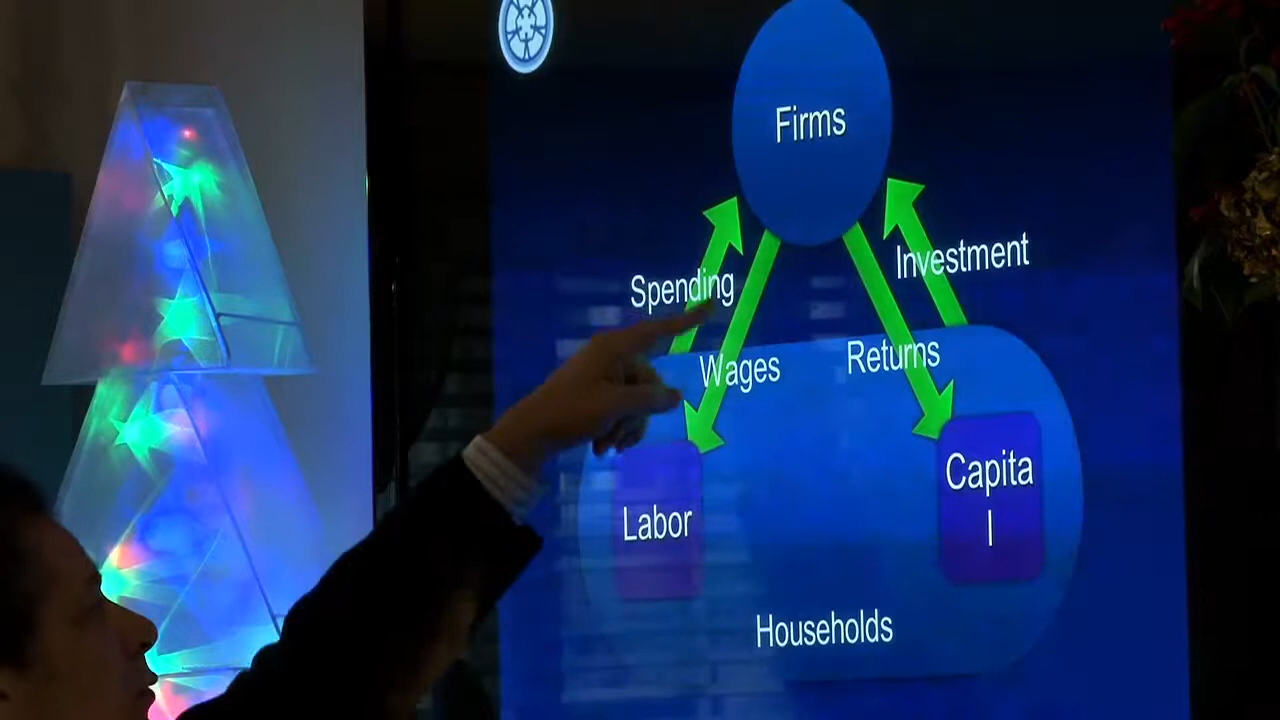 Firms
Spending
Investment
Wages
Returns
Labor
Capita
l
Households